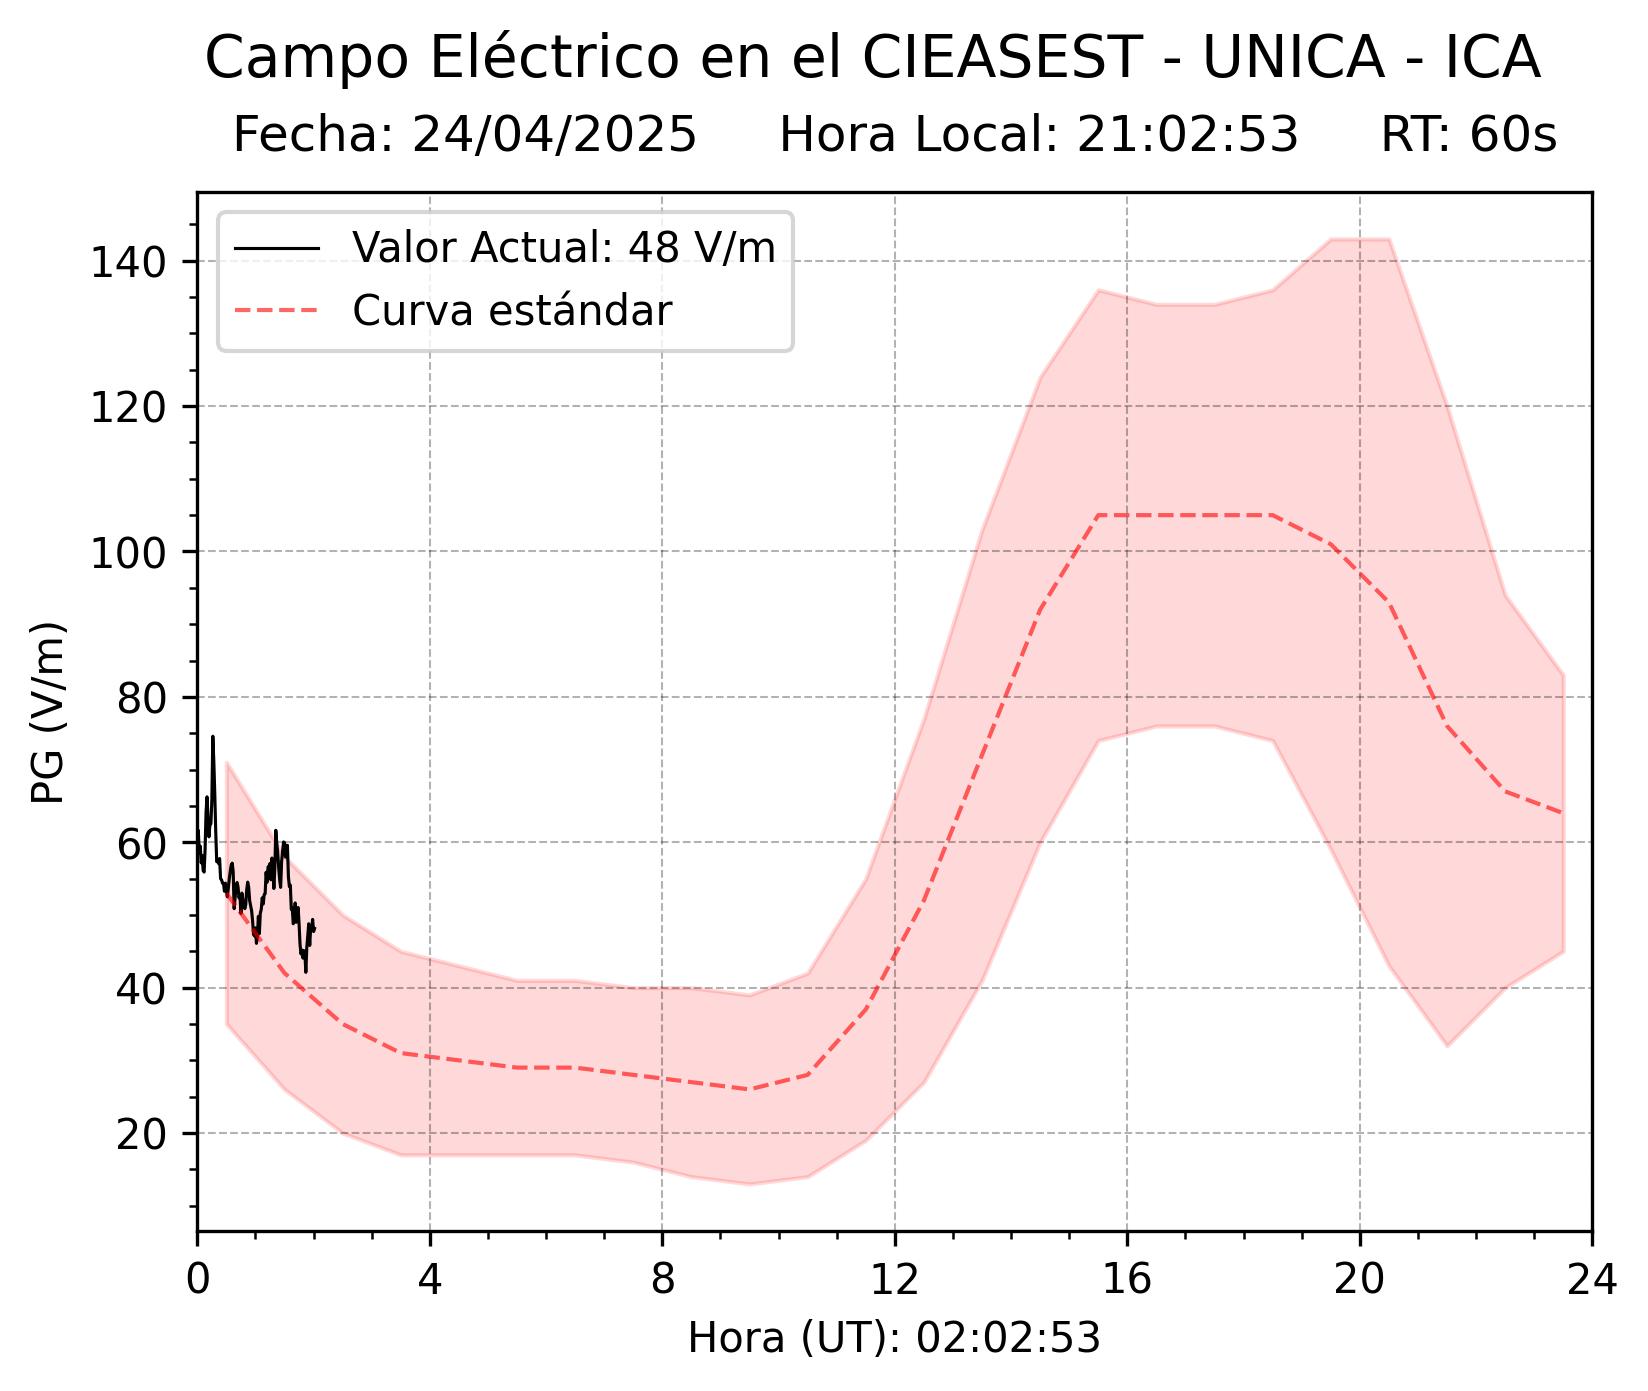 Campo Eléctrico en el CIEASEST - UNICA - ICA
Fecha: 24/04/2025 Hora Local: 21:02:53 RT: 60s
Valor Actual: 48 V/m
Curva estándar
140
120
100
80
60
40
20
PG (V/m)
0 4 8 12 16 20 24
Hora (UT): 02:02:53